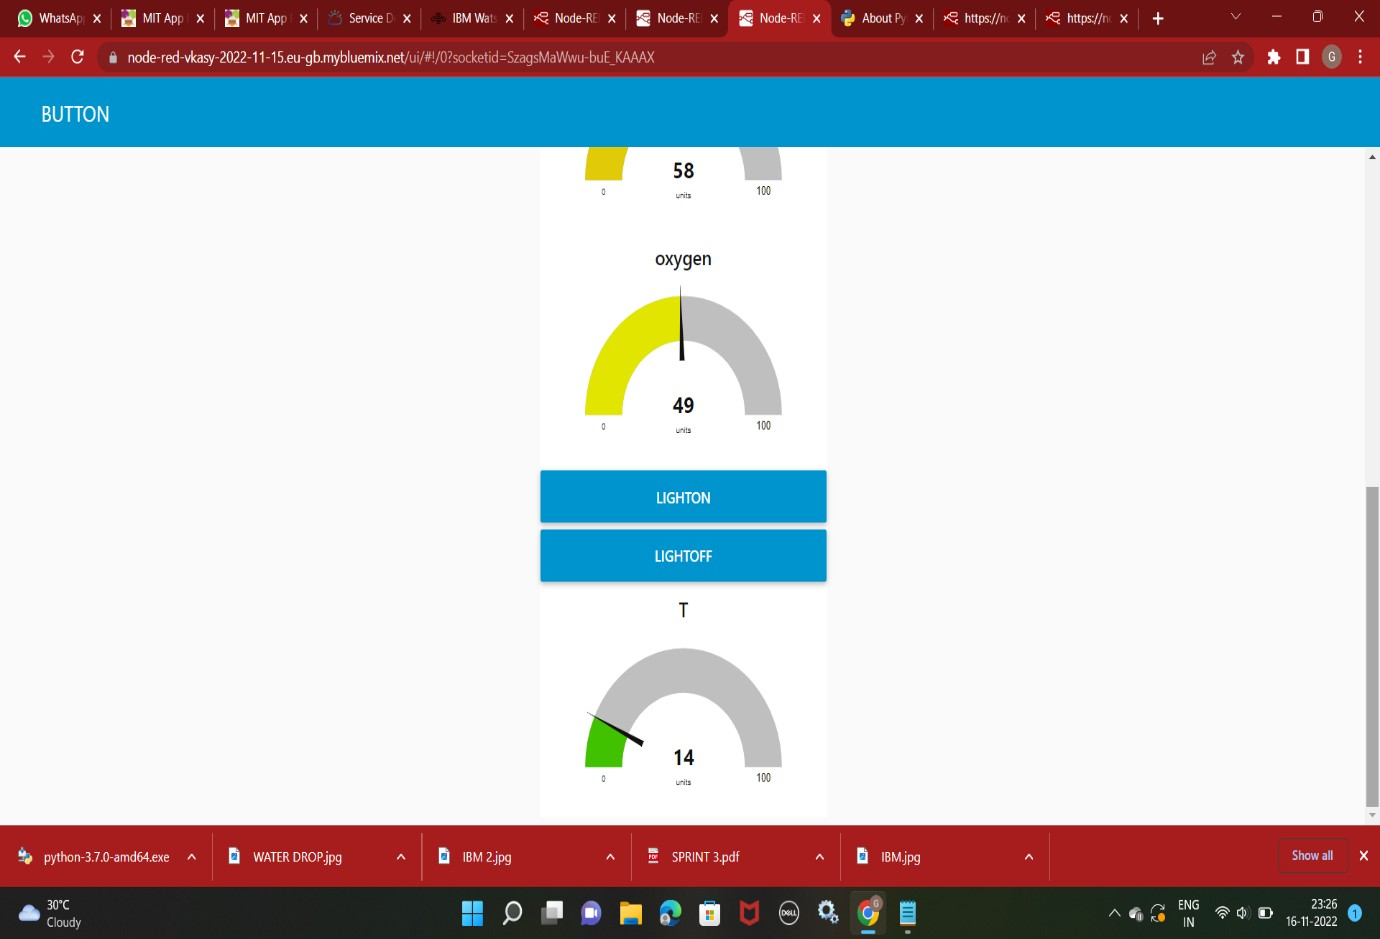 WhatsAp
MIT App
MIT App
Service D
IBM Wats
Node-RE
Node-RE
Node-RE
About Py
https://n
https://n
node-red-vkasy-2022-11-15.eu-gb.mybluemix.net/ui/#!/0?socketid=SzagsMaWwu-buE_KAAAX
G
BUTTON
58
0 units 100
oxygen
49
0 units 100
LIGHTON
LIGHTOFF
T
14
0 units 100
python-3.7.0-amd64.exe
WATER DROP.jpg
IBM 2.jpg
PDF
SPRINT 3.pdf
IBM.jpg
Show all
30°C
Cloudy
DELL
G
ENG
IN
23:26
16-11-2022
1